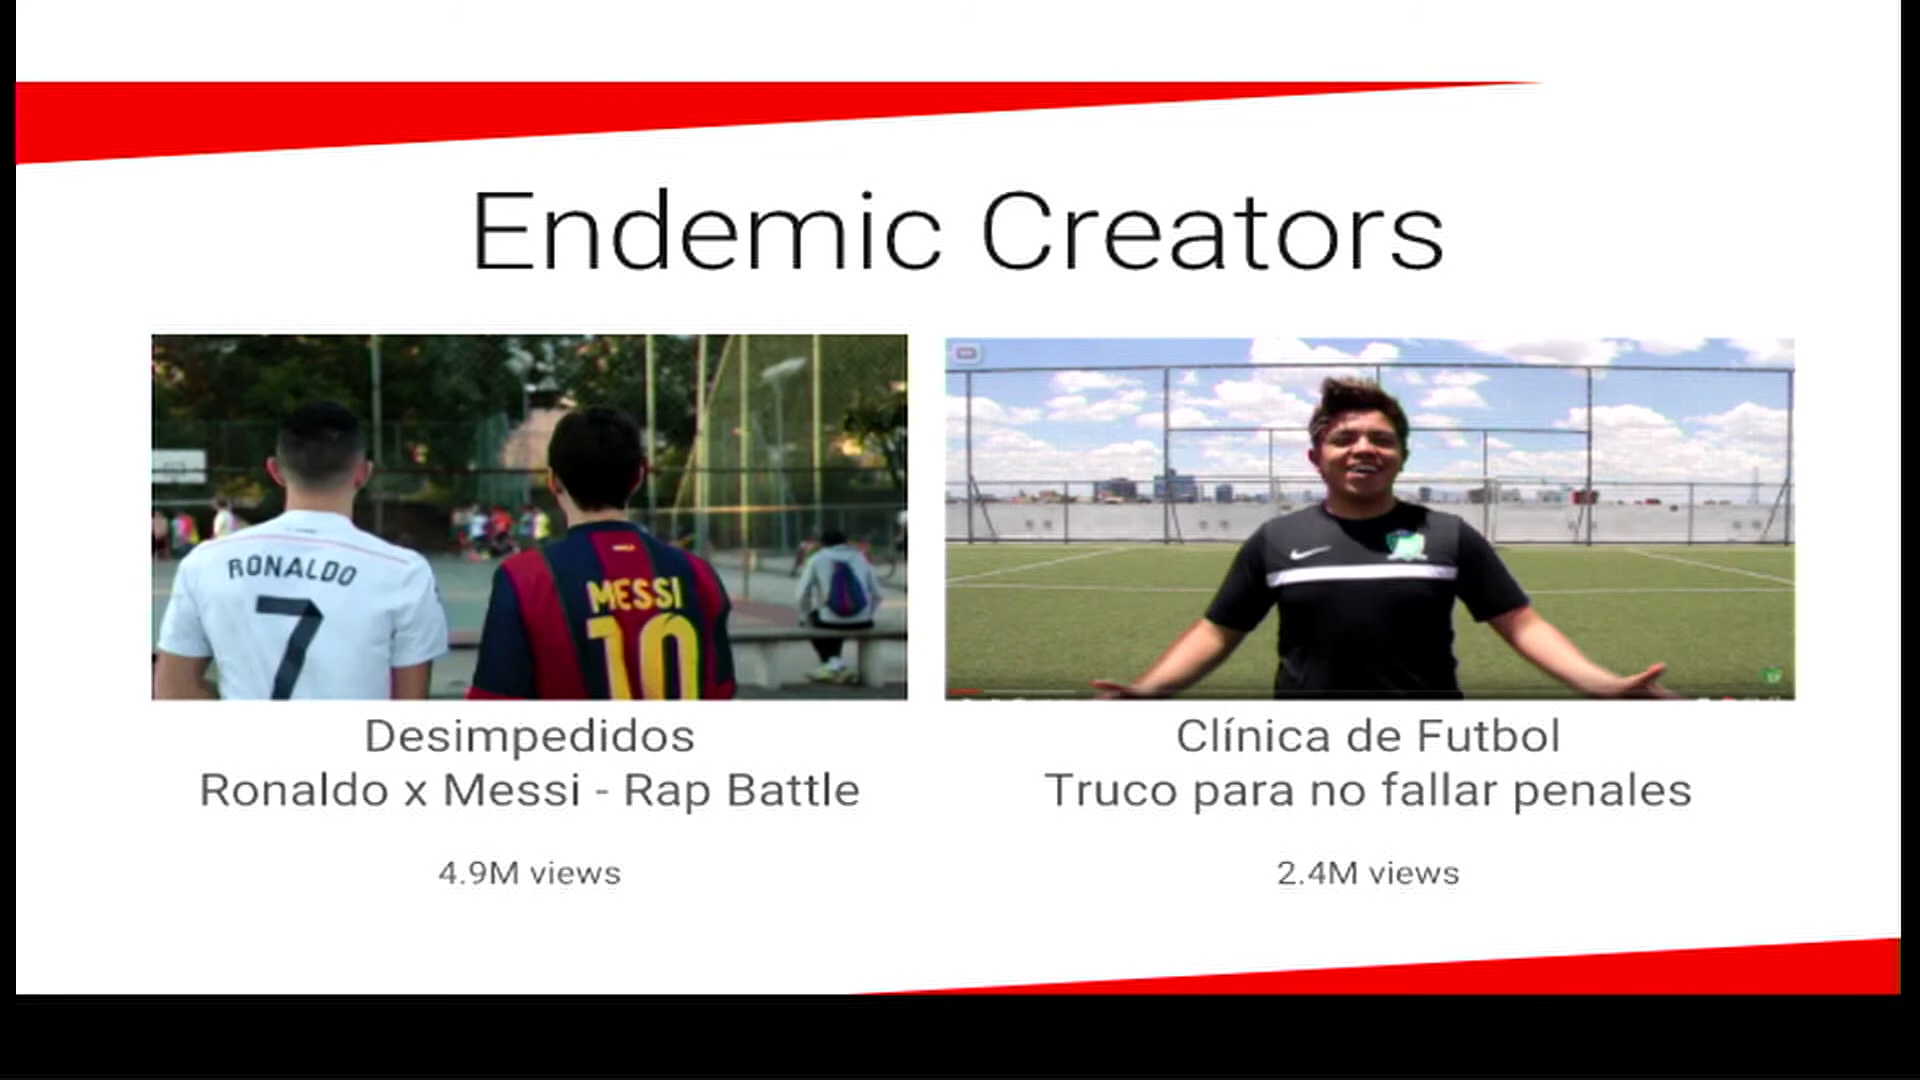 Endemic Creators
RONALDO
7
MESSI
10
Desimpedidos
Ronaldo x Messi - Rap Battle
4.9M views
Clínica de Futbol
Truco para no fallar penales
2.4M views